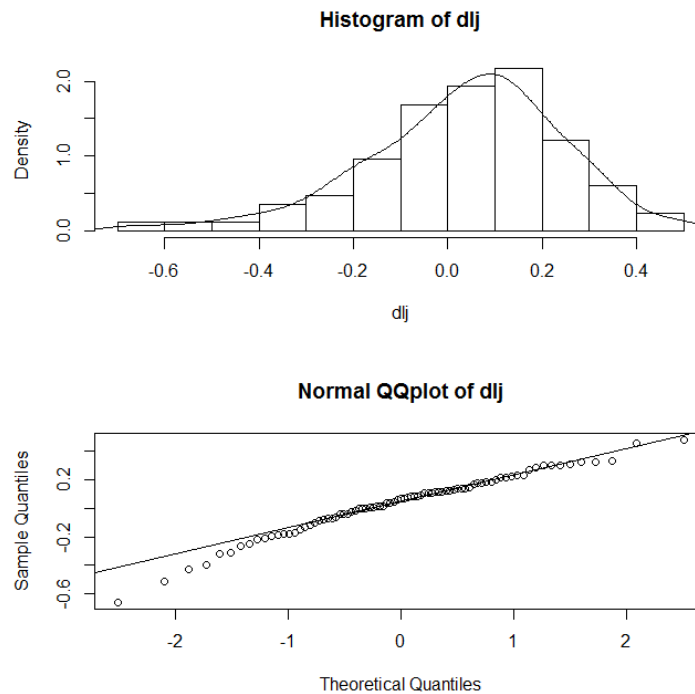 Histogram of dlj
Density
0.0 1.0 2.0
-0.6 -0.4 -0.2 0.0 0.2 0.4
dlj
Normal QQplot of dlj
Sample Quantiles
-0.6 -0.2 0.2
-2 -1 0 1 2
Theoretical Quantiles